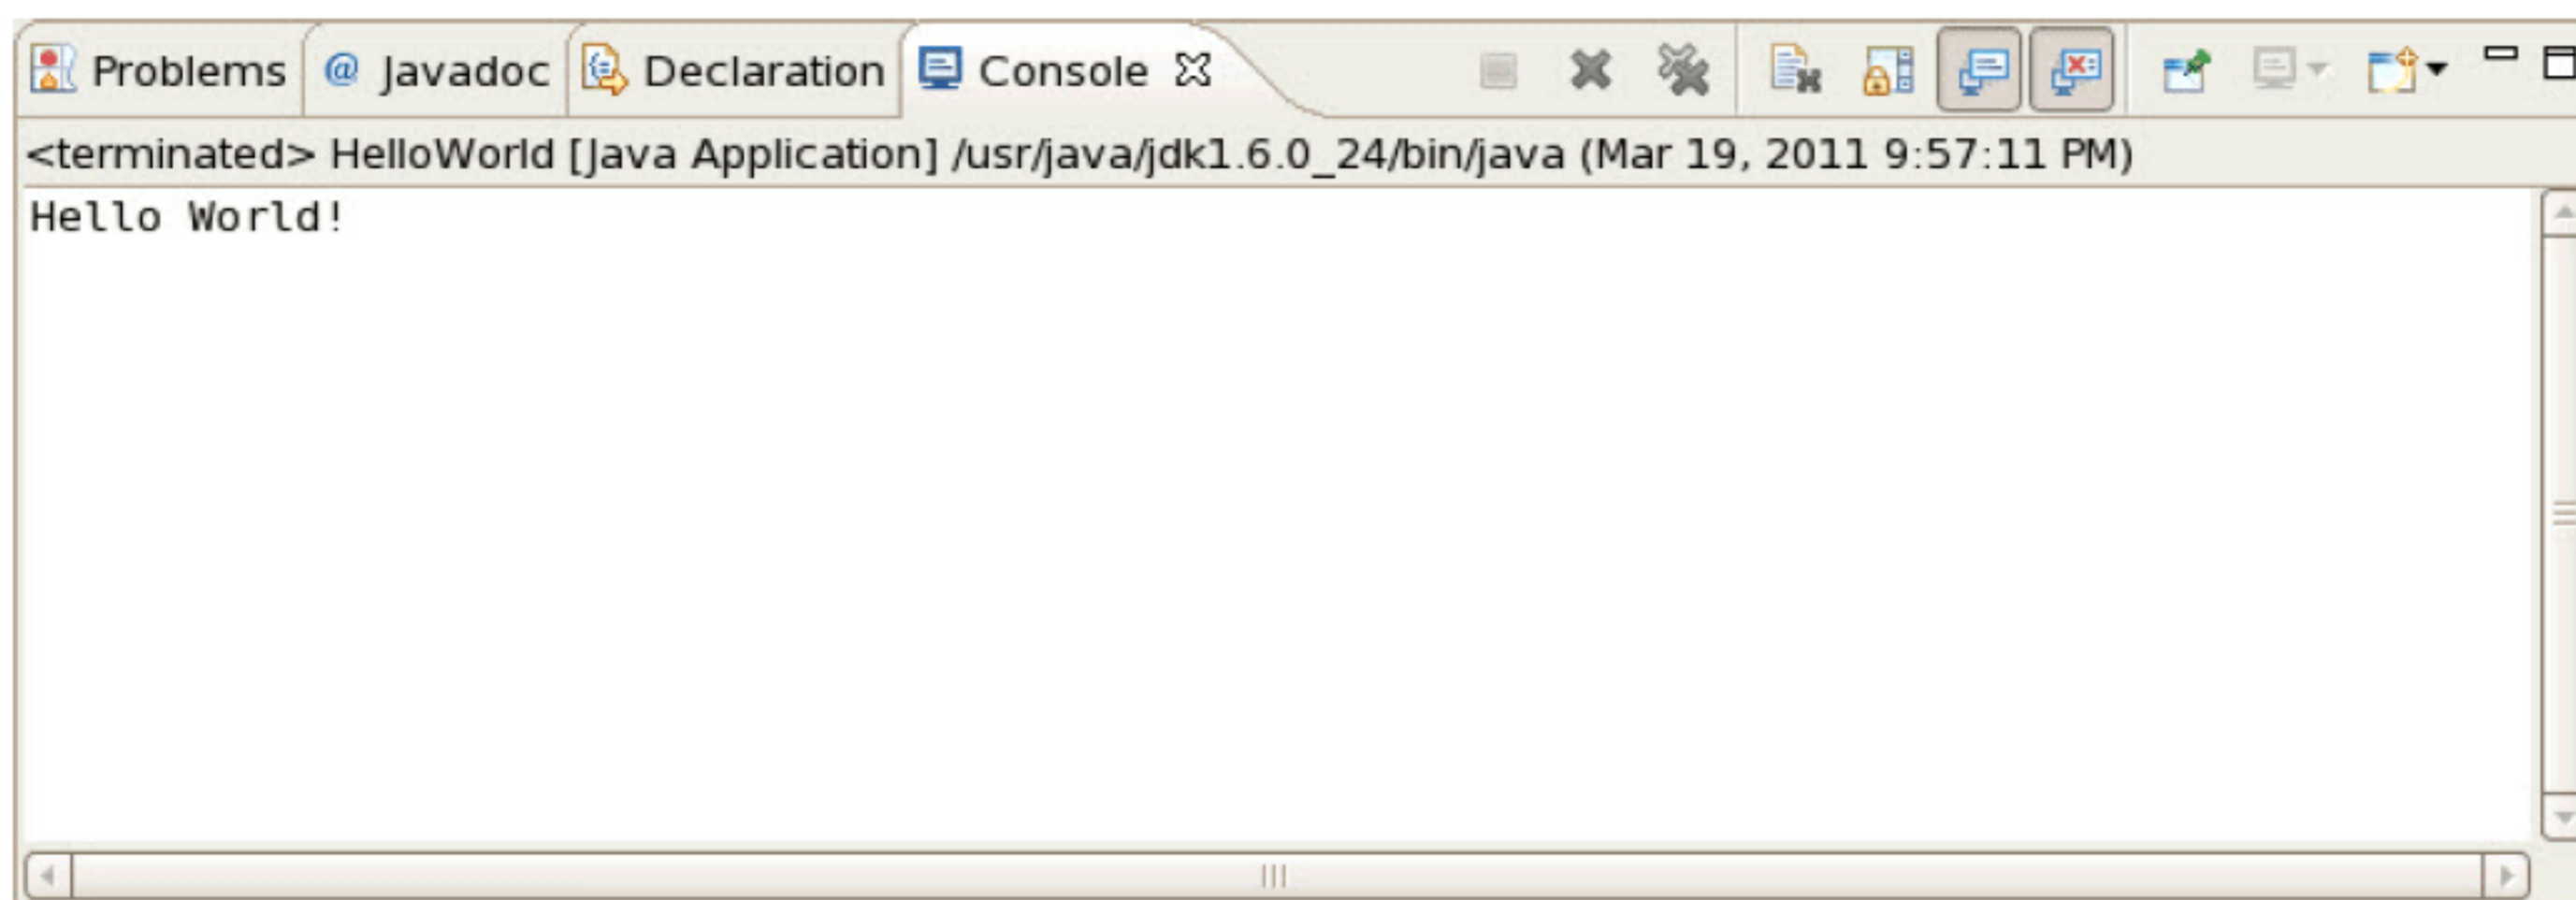 Problems @ Javadoc Declaration Console
<terminated> HelloWorld [Java Application] /usr/java/jdk1.6.0_24/bin/java (Mar 19, 2011 9:57:11 PM)
Hello World!